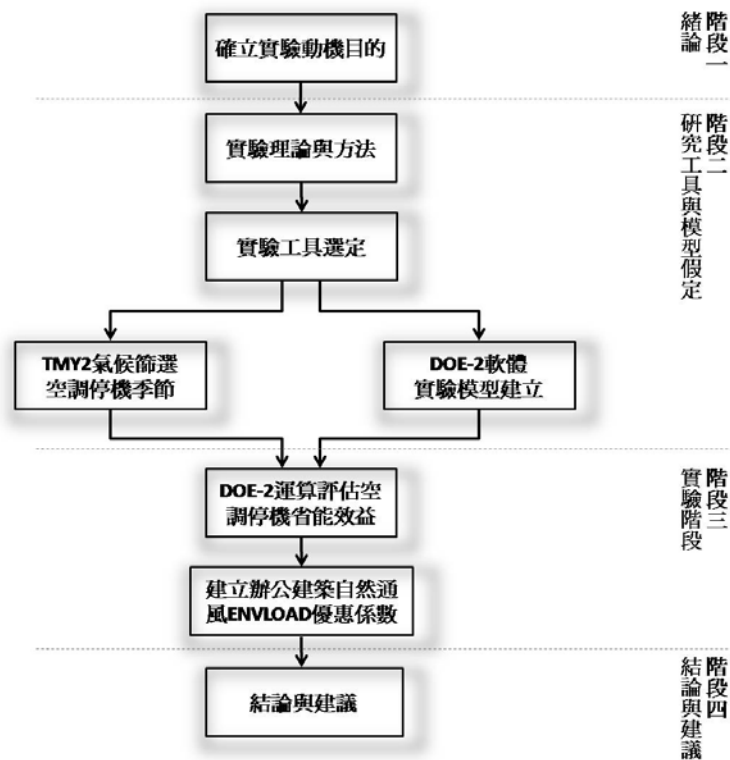 確立實驗動機目的
階段一
緒論
實驗理論與方法
實驗工具選定
TMY2氣候篩選
空調停機季節
DOE-2軟體
實驗模型建立
階段二
研究工具與模型假定
DOE-2運算評估空
調停機省能效益
建立辦公建築自然通
風ENVLOAD優惠係數
階段三
實驗階段
結論與建議
階段四
結論與建議